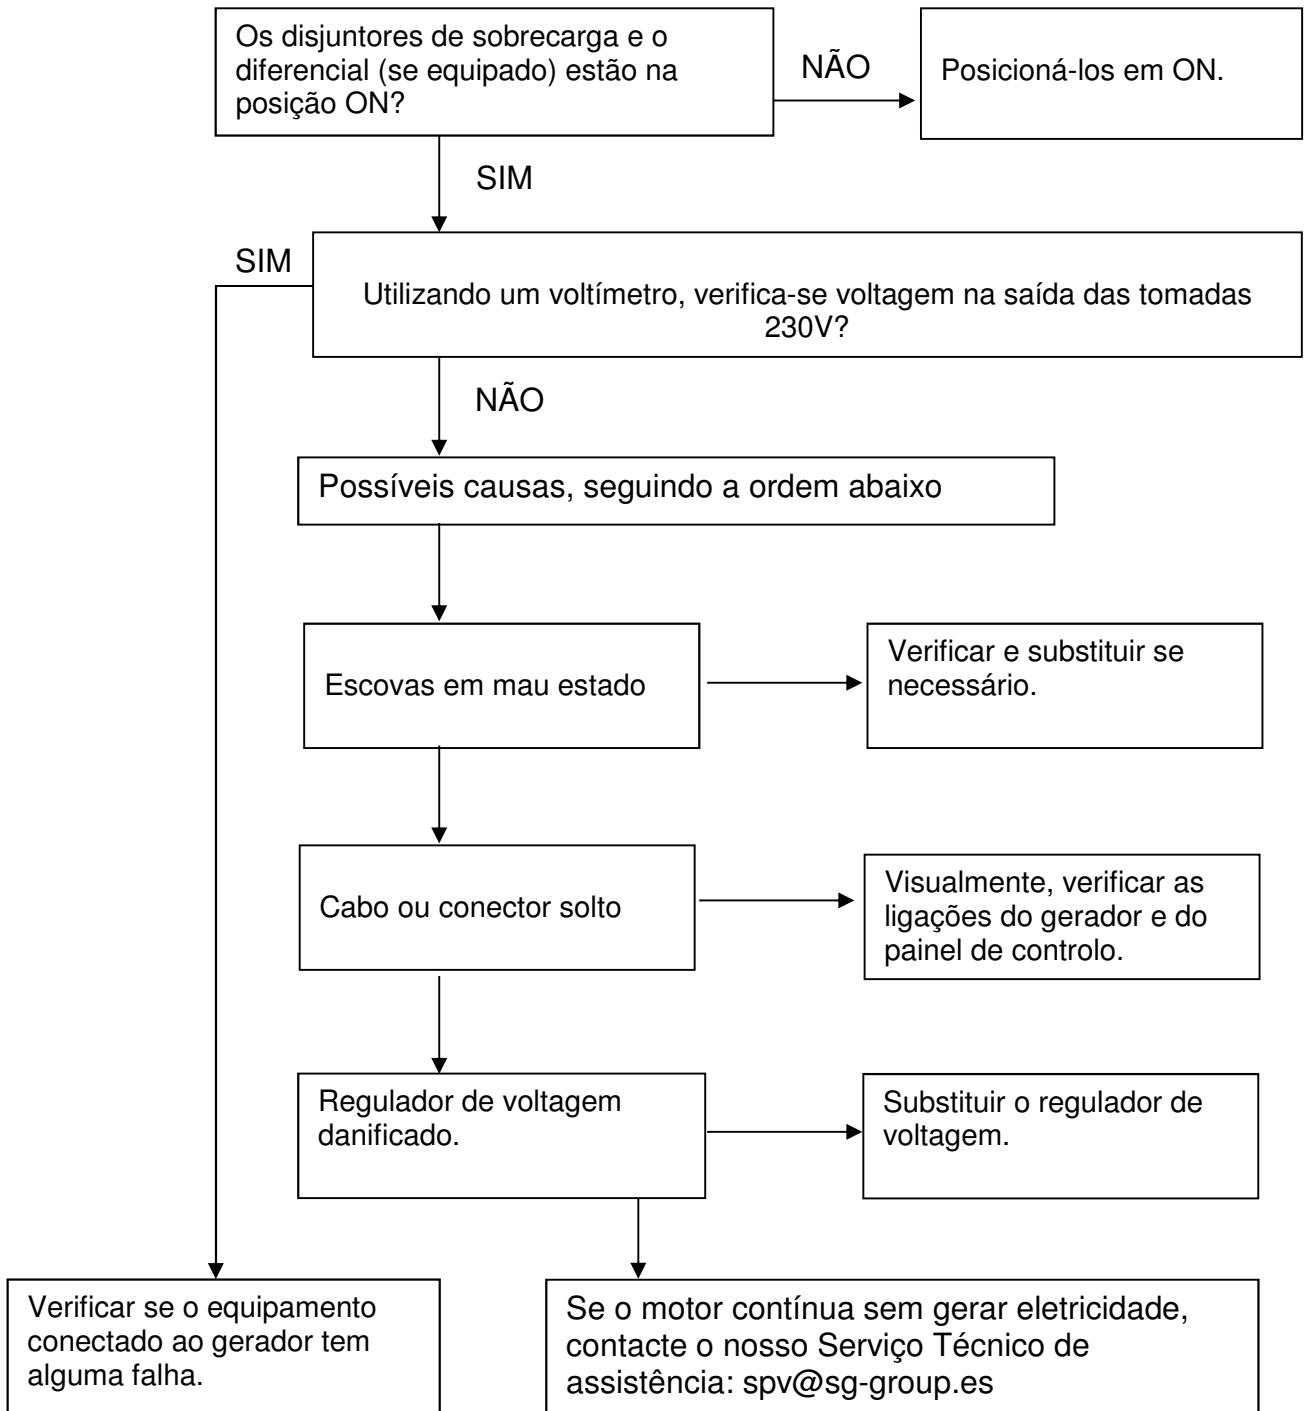 Os disjuntores de sobrecarga e o
diferencial (se equipado) estão na
posição ON?
NÃO
Posicioná-los em ON.
SIM
SIM
Utilizando um voltímetro, verifica-se voltagem na saída das tomadas
230V?
NÃO
Possíveis causas, seguindo a ordem abaixo
Escovas em mau estado
Verificar e substituir se
necessário.
Cabo ou conector solto
Visualmente, verificar as
ligações do gerador e do
painel de controlo.
Regulador de voltagem
danificado.
Substituir o regulador de
voltagem.
Verificar se o equipamento
conectado ao gerador tem
alguma falha.
Se o motor contínua sem gerar eletricidade,
contacte o nosso Serviço Técnico de
assistência: spv@sg-group.es